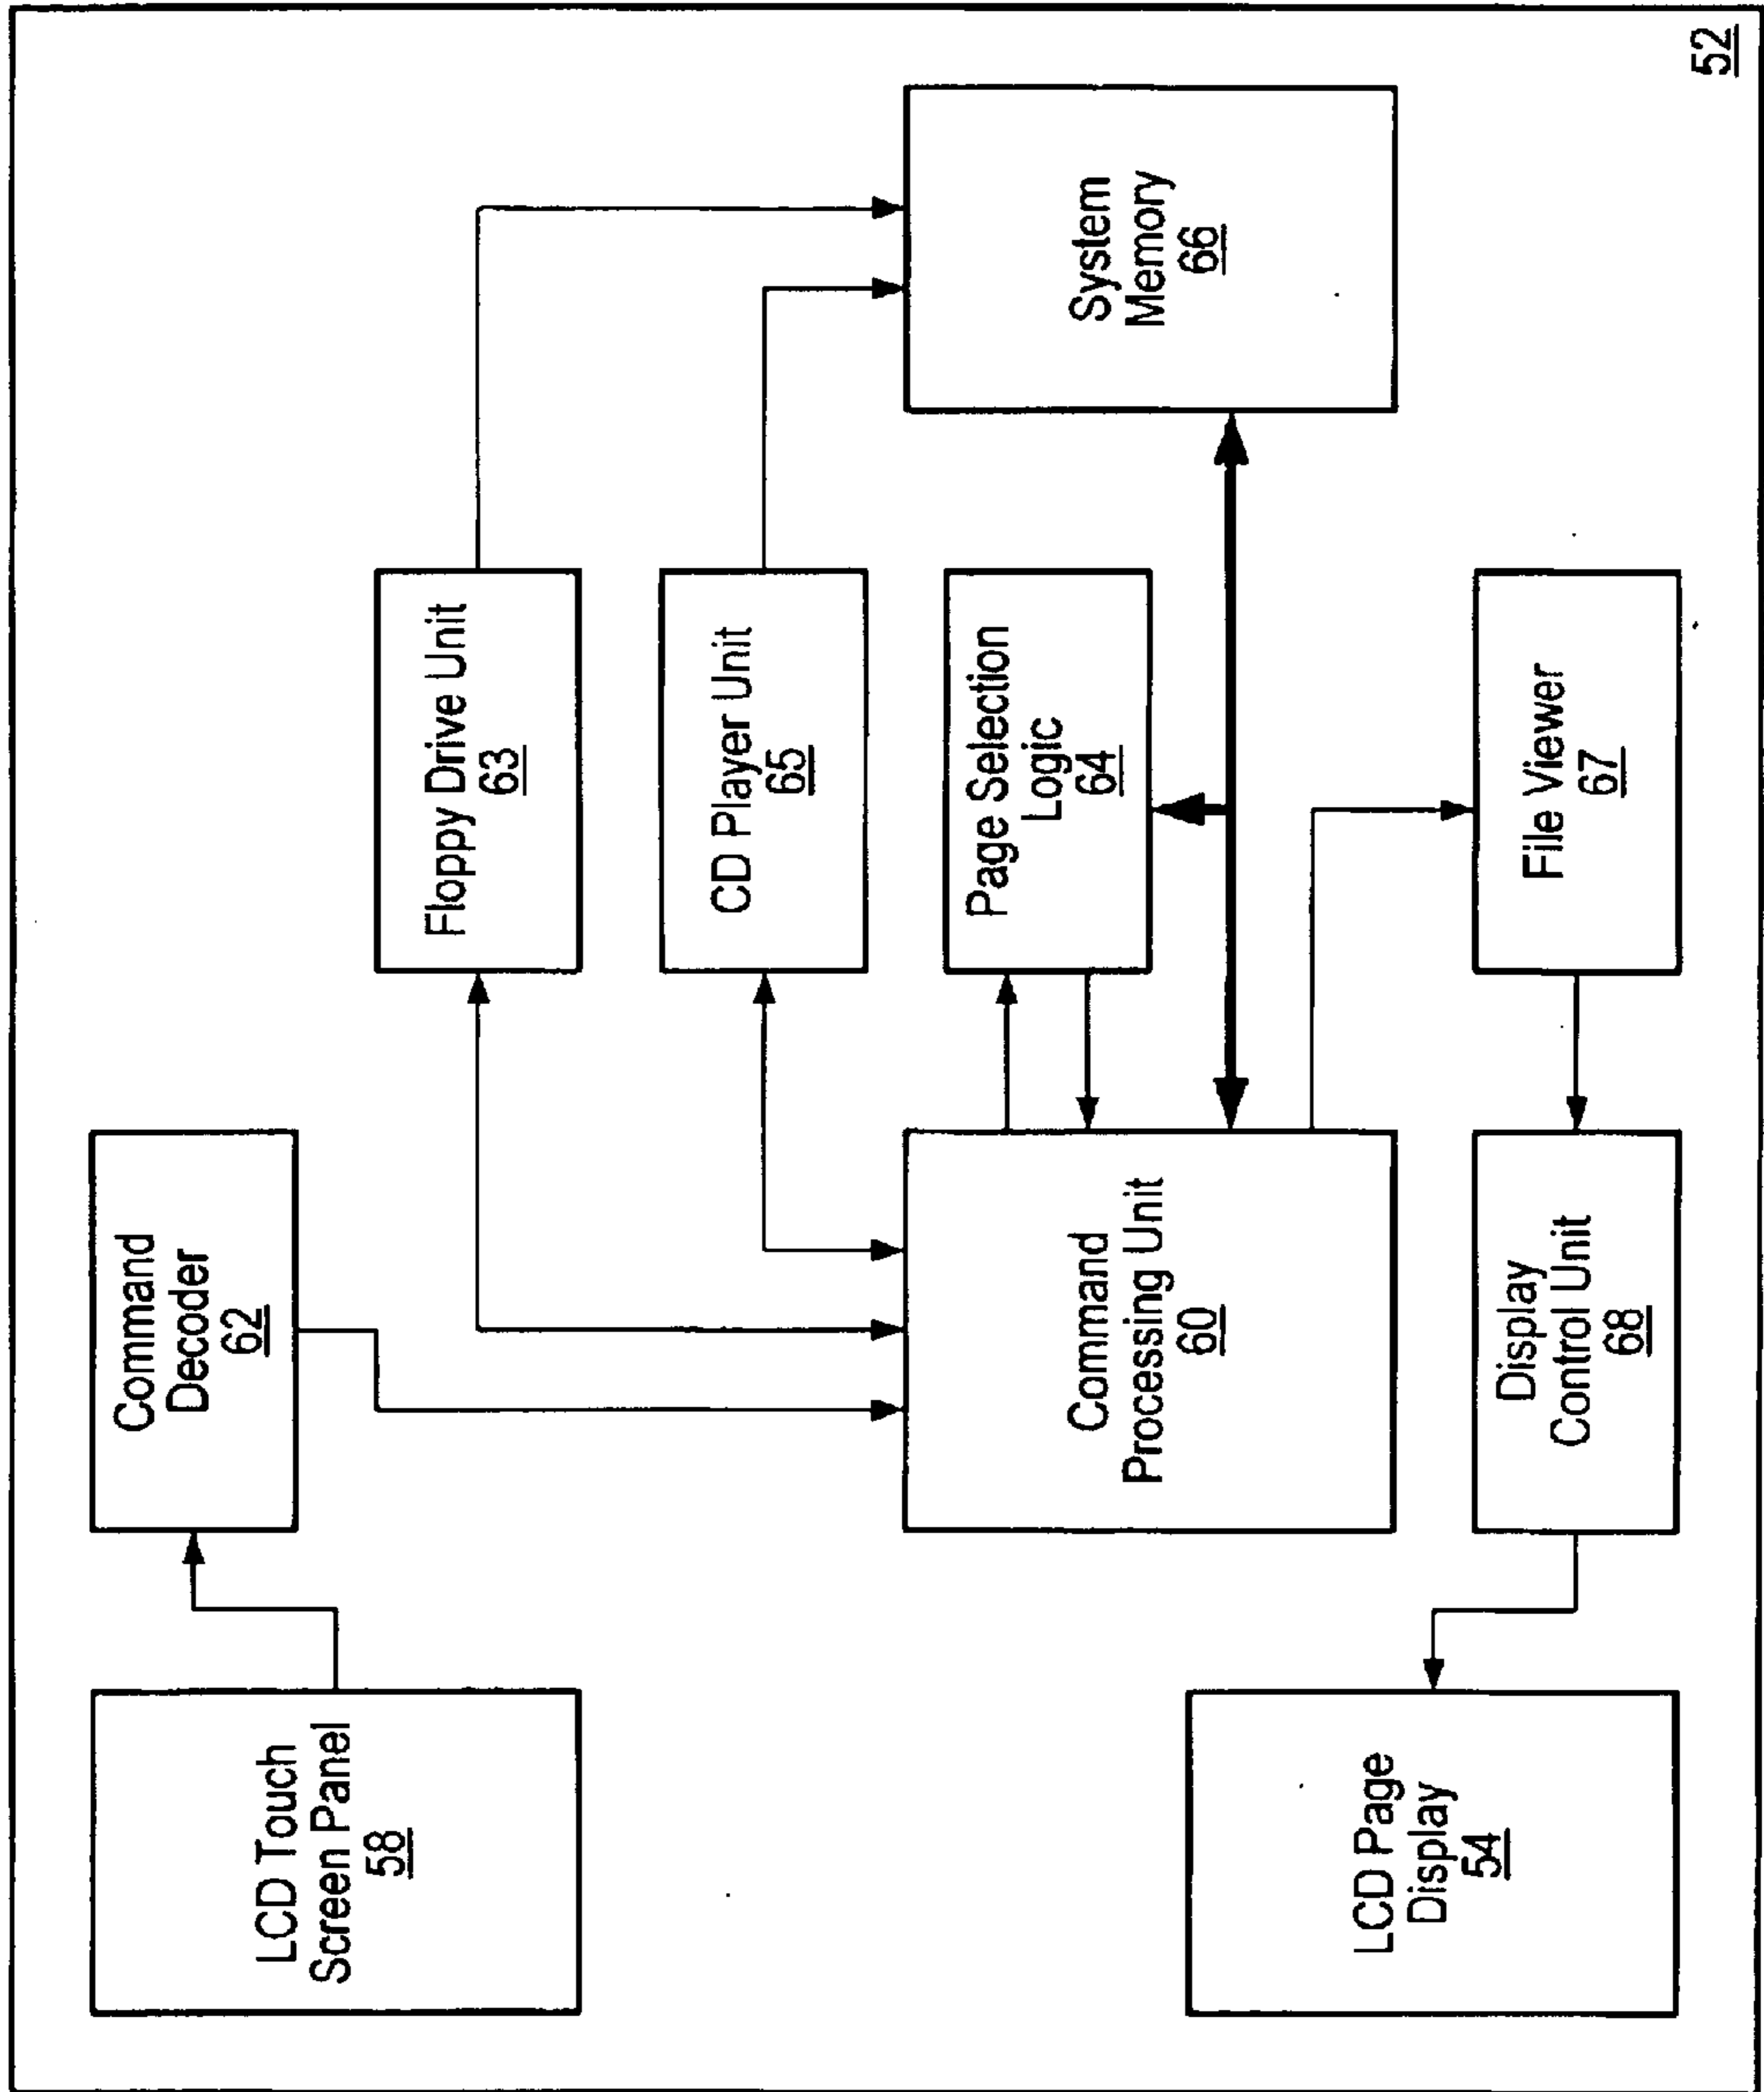 LCD Touch
Screen Panel
58
Command
Decoder
62
Floppy Drive Unit
63
CD Player Unit
65
Page Selection
Logic
64
Command
Processing Unit
60
System
Memory
66
LCD Page
Display
54
Display
Control Unit
68
File Viewer
67
52